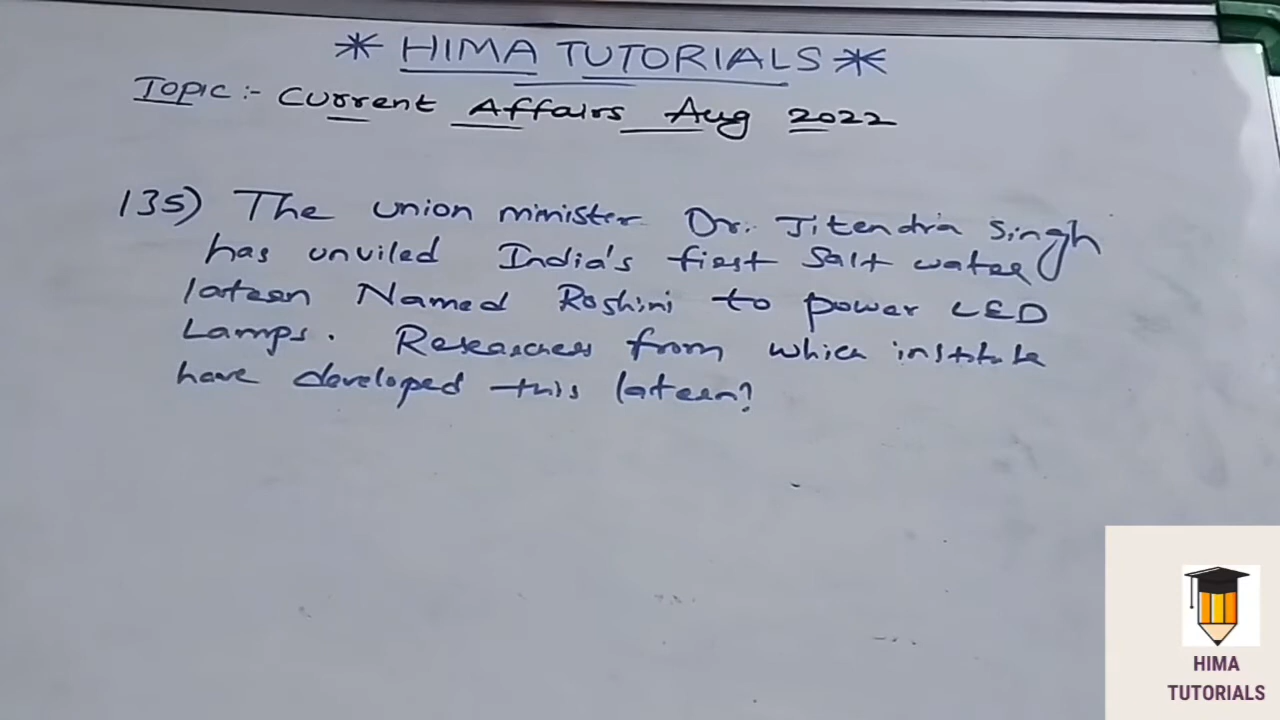 * HIMA TUTORIALS *
Topic:- Current Affairs Aug 2022
135) The union minister Dr. Jitendra Singh
has unviled India's first Salt water
lateen Named Roshini to power LED
Lamps. Researchers from which institute
have developed this lateen?
HIMA
TUTORIALS